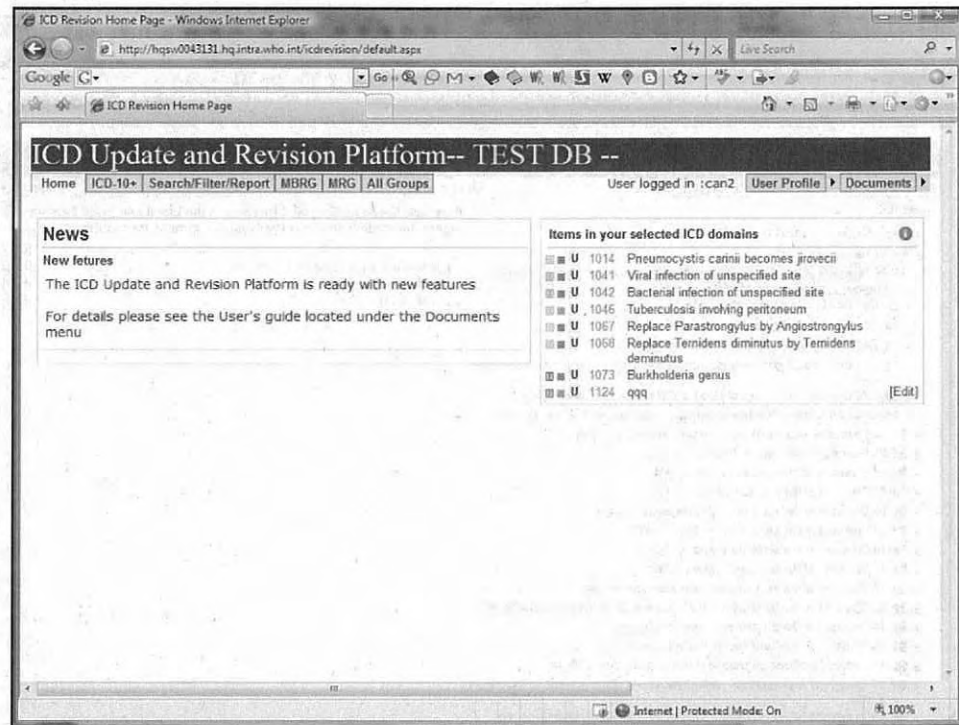 ICD Revision Home Page - Windows Internet Explorer
http://hqsw0043131.hq.intra.who.int/icdrevision/default.aspx
Live Search
Google
Go
ICD Revision Home Page
ICD Update and Revision Platform-- TEST DB --
Home ICD-10+ Search/Filter/Report MBRG MRG All Groups
User logged in :can2 User Profile Documents
News
New fetures
The ICD Update and Revision Platform is ready with new features
For details please see the User's guide located under the Documents
menu
Items in your selected ICD domains
U 1014 Pneumocystis carinii becomes jirovecii
U 1041 Viral infection of unspecified site
U 1042 Bacterial infection of unspecified site
U 1046 Tuberculosis involving peritoneum
U 1067 Replace Parastrongylus by Angiostrongylus
U 1068 Replace Ternidens diminutus by Ternidens
deminutus
U 1073 Burkholderia genus
U 1124 qqq [Edit]
Internet | Protected Mode: On
100%